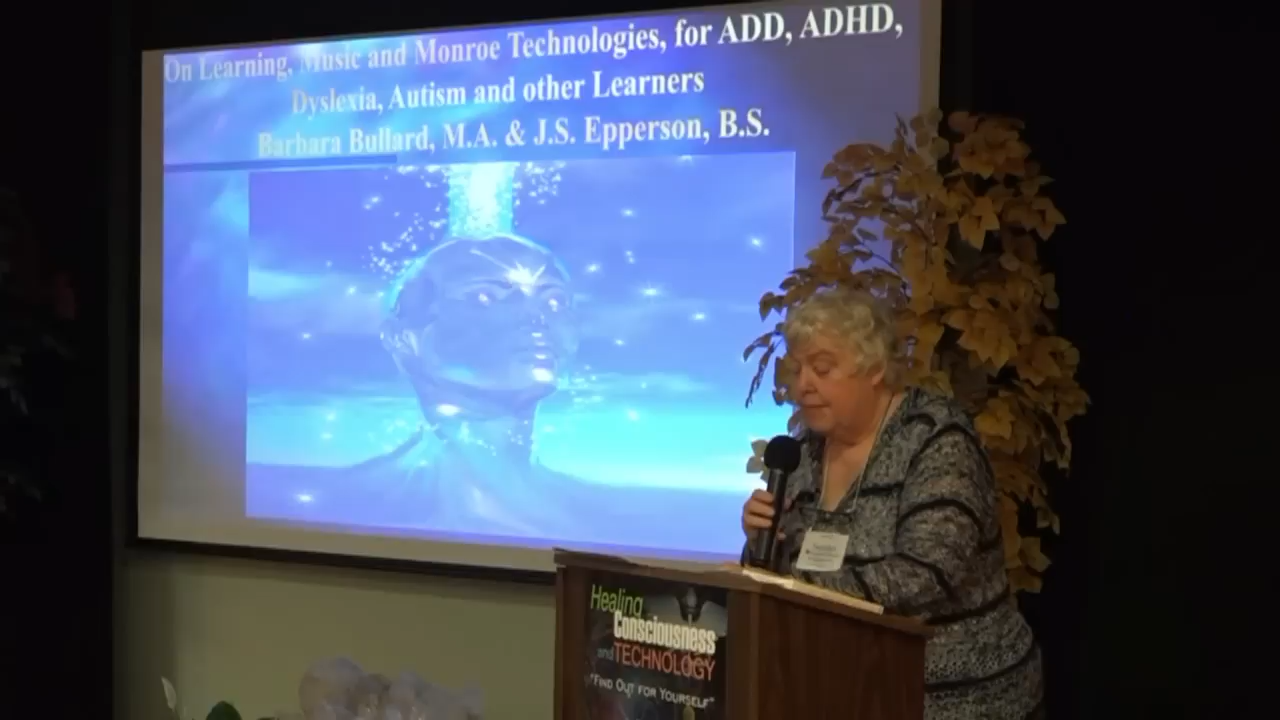 On Learning, Music and Monroe Technologies, for ADD, ADHD,
Dyslexia, Autism and other Learners
Barbara Bullard, M.A. & J.S. Epperson, B.S.
Healing
Consciousness
and TECHNOLOGY
"FIND OUT FOR YOURSELF"